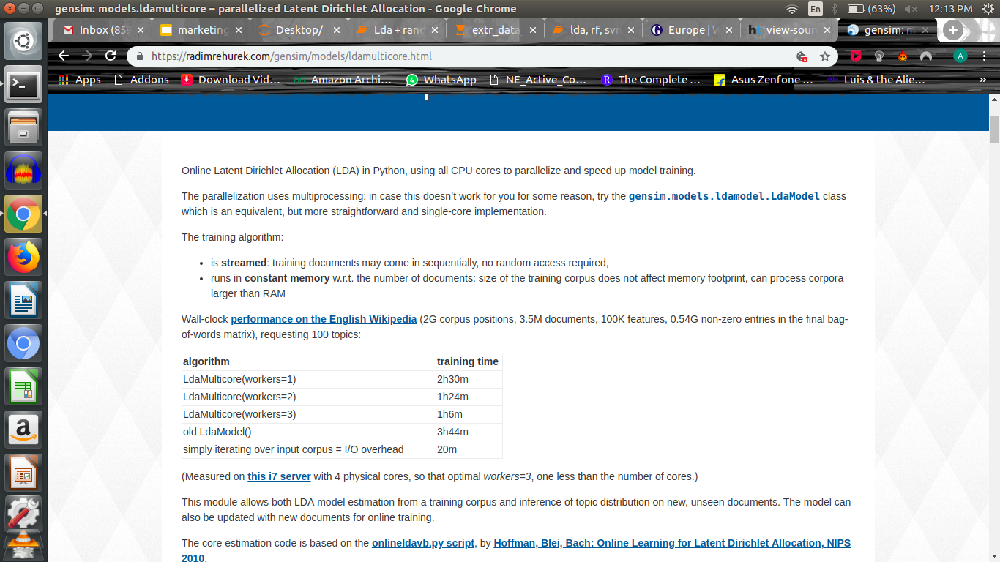 gensim: models.ldamulticore – parallelized Latent Dirichlet Allocation - Google Chrome
En
(63%)
12:13 PM
Inbox (859
marketing
Desktop/
Lda + rand
extr_data
lda, rf, svm
Europe | W
view-sour
gensim: m
https://radimrehurek.com/gensim/models/ldamulticore.html
A
Apps
Addons
Download Vid…
Amazon Archi…
WhatsApp
NE_Active_Co…
The Complete …
Asus Zenfone …
Luis & the Alie…
»
Online Latent Dirichlet Allocation (LDA) in Python, using all CPU cores to parallelize and speed up model training.
The parallelization uses multiprocessing; in case this doesn’t work for you for some reason, try the gensim.models.ldamodel.LdaModel class
which is an equivalent, but more straightforward and single-core implementation.
The training algorithm:
• is streamed: training documents may come in sequentially, no random access required,
• runs in constant memory w.r.t. the number of documents: size of the training corpus does not affect memory footprint, can process corpora
larger than RAM
Wall-clock performance on the English Wikipedia (2G corpus positions, 3.5M documents, 100K features, 0.54G non-zero entries in the final bag-
of-words matrix), requesting 100 topics:
algorithm training time
LdaMulticore(workers=1) 2h30m
LdaMulticore(workers=2) 1h24m
LdaMulticore(workers=3) 1h6m
old LdaModel() 3h44m
simply iterating over input corpus = I/O overhead 20m
(Measured on this i7 server with 4 physical cores, so that optimal workers=3, one less than the number of cores.)
This module allows both LDA model estimation from a training corpus and inference of topic distribution on new, unseen documents. The model can
also be updated with new documents for online training.
The core estimation code is based on the onlineldavb.py script, by Hoffman, Blei, Bach: Online Learning for Latent Dirichlet Allocation, NIPS
2010.